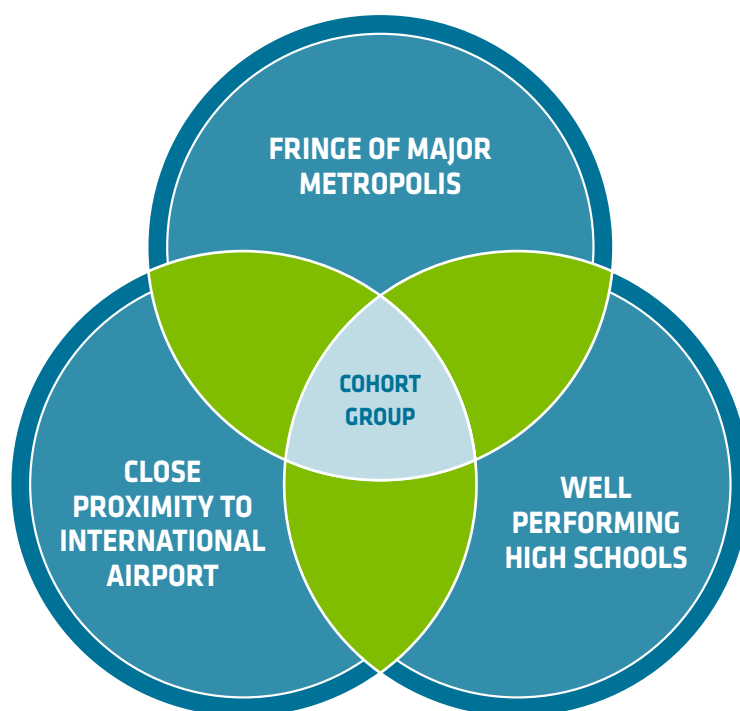 FRINGE OF MAJOR
METROPOLIS
COHORT
GROUP
CLOSE
PROXIMITY TO
INTERNATIONAL
AIRPORT
WELL
PERFORMING
HIGH SCHOOLS